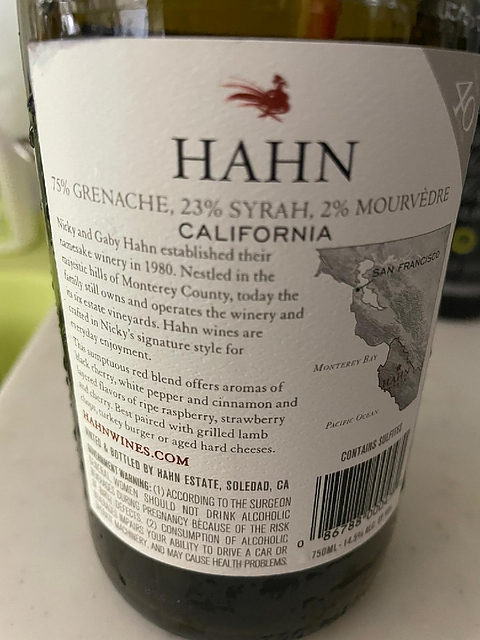 HAHN
75% GRENACHE, 23% SYRAH, 2% MOURVÈDRE
CALIFORNIA
Nicky and Gaby Hahn established their
namesake winery in 1980. Nestled in the
majestic hills of Monterey County, today the
family still owns and operates the winery and
its six estate vineyards. Hahn wines are
crafted in Nicky's signature style for
everyday enjoyment.
This sumptuous red blend offers aromas of
black cherry, white pepper and cinnamon and
flavors of ripe raspberry, strawberry
and cherry. Best paired with grilled lamb
chops, turkey burger or aged hard cheeses.
HAHNWINES.COM
& BOTTLED BY HAHN ESTATE, SOLEDAD, CA
GOVERNMENT WARNING: (1) ACCORDING TO THE SURGEON
WOMEN SHOULD NOT DRINK ALCOHOLIC
DURING PREGNANCY BECAUSE OF THE RISK
DEFECTS. (2) CONSUMPTION OF ALCOHOLIC
IMPAIRS YOUR ABILITY TO DRIVE A CAR OR
MACHINERY, AND MAY CAUSE HEALTH PROBLEMS.
SAN FRANCISCO
MONTEREY BAY
HAHN
PACIFIC OCEAN
CONTAINS SULFITES
0 86788
750ML · 14.5% ALC.